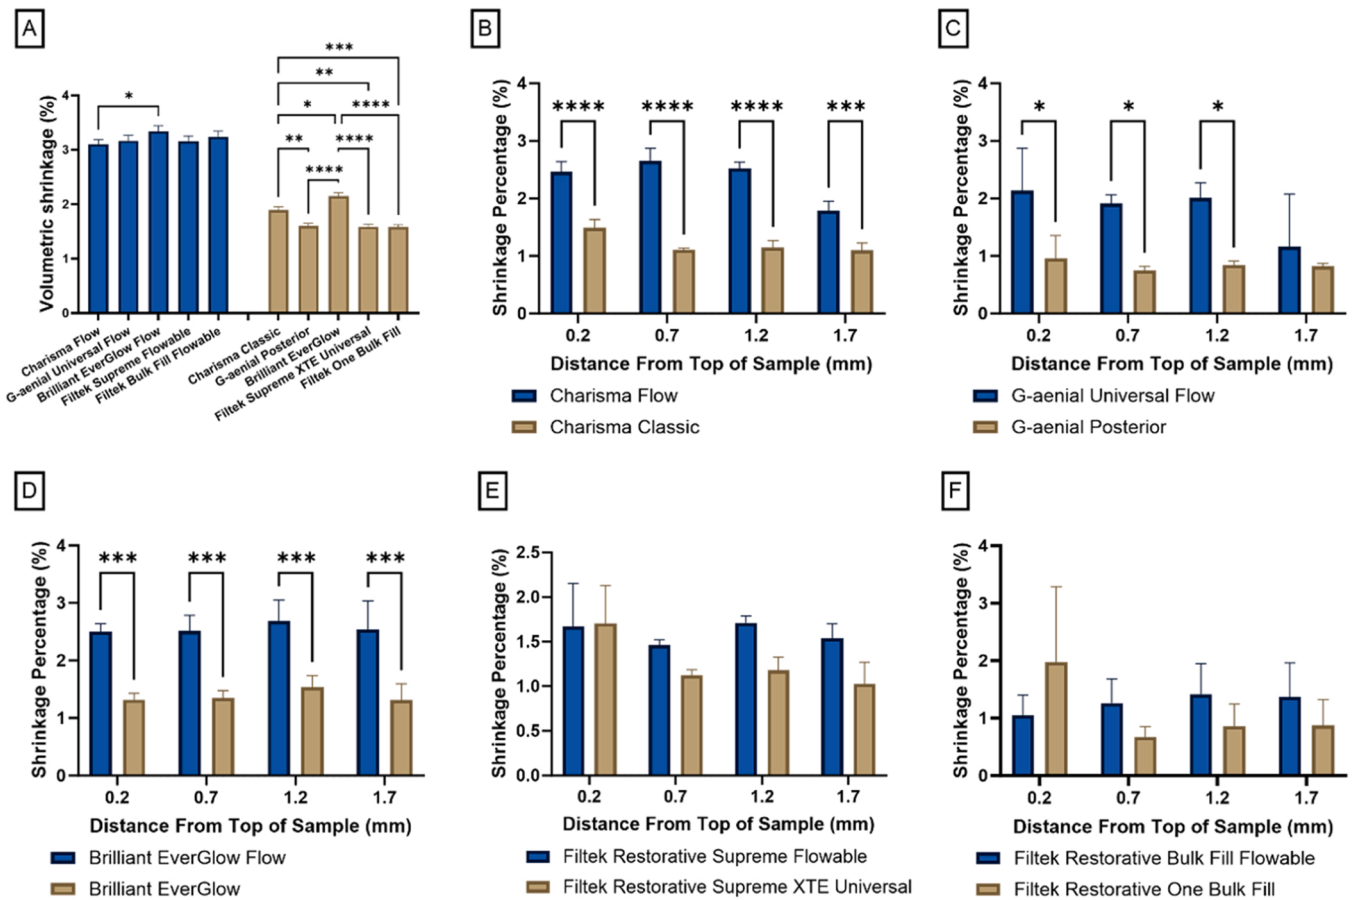 A
Volumetric shrinkage (%)
4
3
2
1
0
*
***
**
*
****
**
****
****
Charisma Flow
G-aenial Universal Flow
Brilliant EverGlow Flow
Filtek Supreme Flowable
Filtek Bulk Fill Flowable
Charisma Classic
G-aenial Posterior
Brilliant EverGlow
Filtek Supreme XTE Universal
Filtek One Bulk Fill
B
Shrinkage Percentage (%)
4
3
2
1
0
****
****
****
***
0.2 0.7 1.2 1.7
Distance From Top of Sample (mm)
Charisma Flow
Charisma Classic
C
Shrinkage Percentage (%)
4
3
2
1
0
*
*
*
0.2 0.7 1.2 1.7
Distance From Top of Sample (mm)
G-aenial Universal Flow
G-aenial Posterior
D
Shrinkage Percentage (%)
4
3
2
1
0
***
***
***
***
0.2 0.7 1.2 1.7
Distance From Top of Sample (mm)
Brilliant EverGlow Flow
Brilliant EverGlow
E
Shrinkage Percentage (%)
2.5
2.0
1.5
1.0
0.5
0.0
0.2 0.7 1.2 1.7
Distance From Top of Sample (mm)
Filtek Restorative Supreme Flowable
Filtek Restorative Supreme XTE Universal
F
Shrinkage Percentage (%)
4
3
2
1
0
0.2 0.7 1.2 1.7
Distance From Top of Sample (mm)
Filtek Restorative Bulk Fill Flowable
Filtek Restorative One Bulk Fill